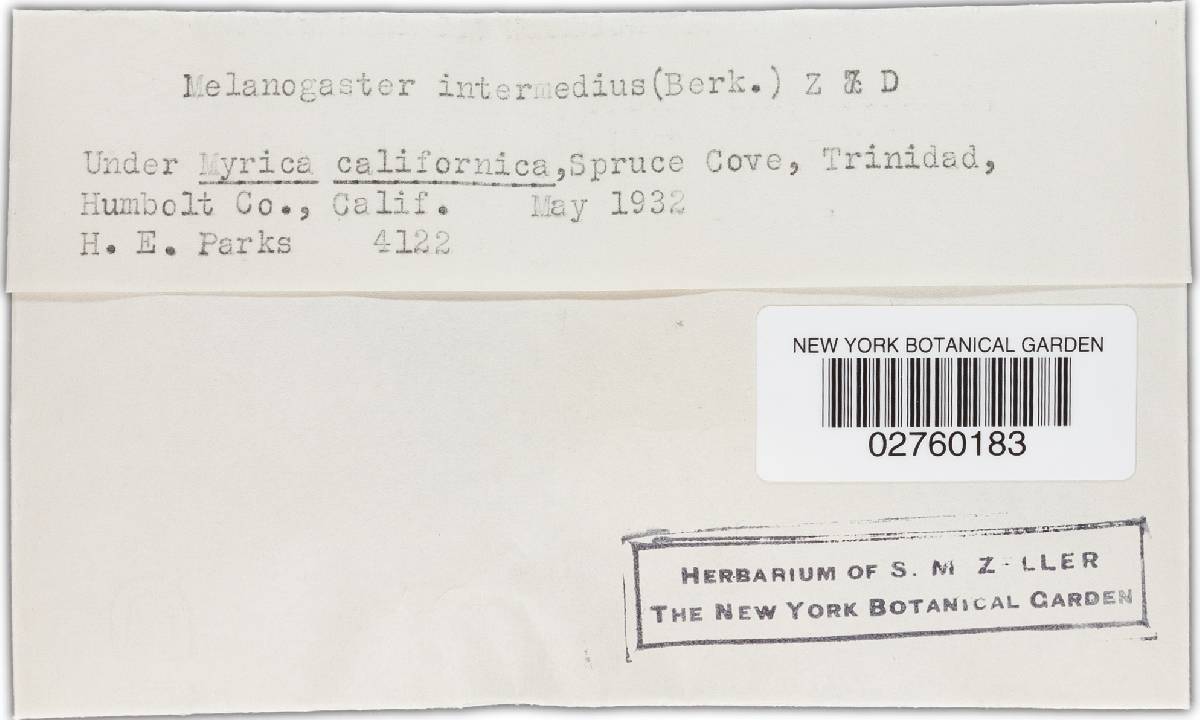 Melanogaster intermedius(Berk.) Z & D
Under Myrica californica,Spruce Cove, Trinidad,
Humbolt Co., Calif. May 1932
H. E. Parks 4122
NEW YORK BOTANICAL GARDEN
02760183
HERBARIUM OF S. M Z LLER
THE NEW YORK BOTANICAL GARDEN